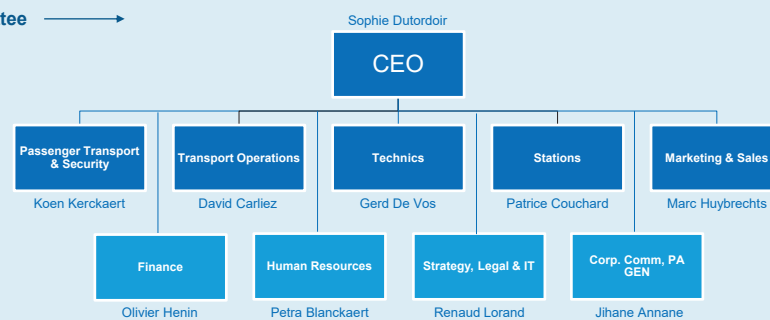 tee
Sophie Dutordoir
CEO
Passenger Transport
& Security
Transport Operations
Technics
Stations
Marketing & Sales
Koen Kerckaert
David Carliez
Gerd De Vos
Patrice Couchard
Marc Huybrechts
Finance
Human Resources
Strategy, Legal & IT
Corp. Comm, PA
GEN
Olivier Henin
Petra Blanckaert
Renaud Lorand
Jihane Annane